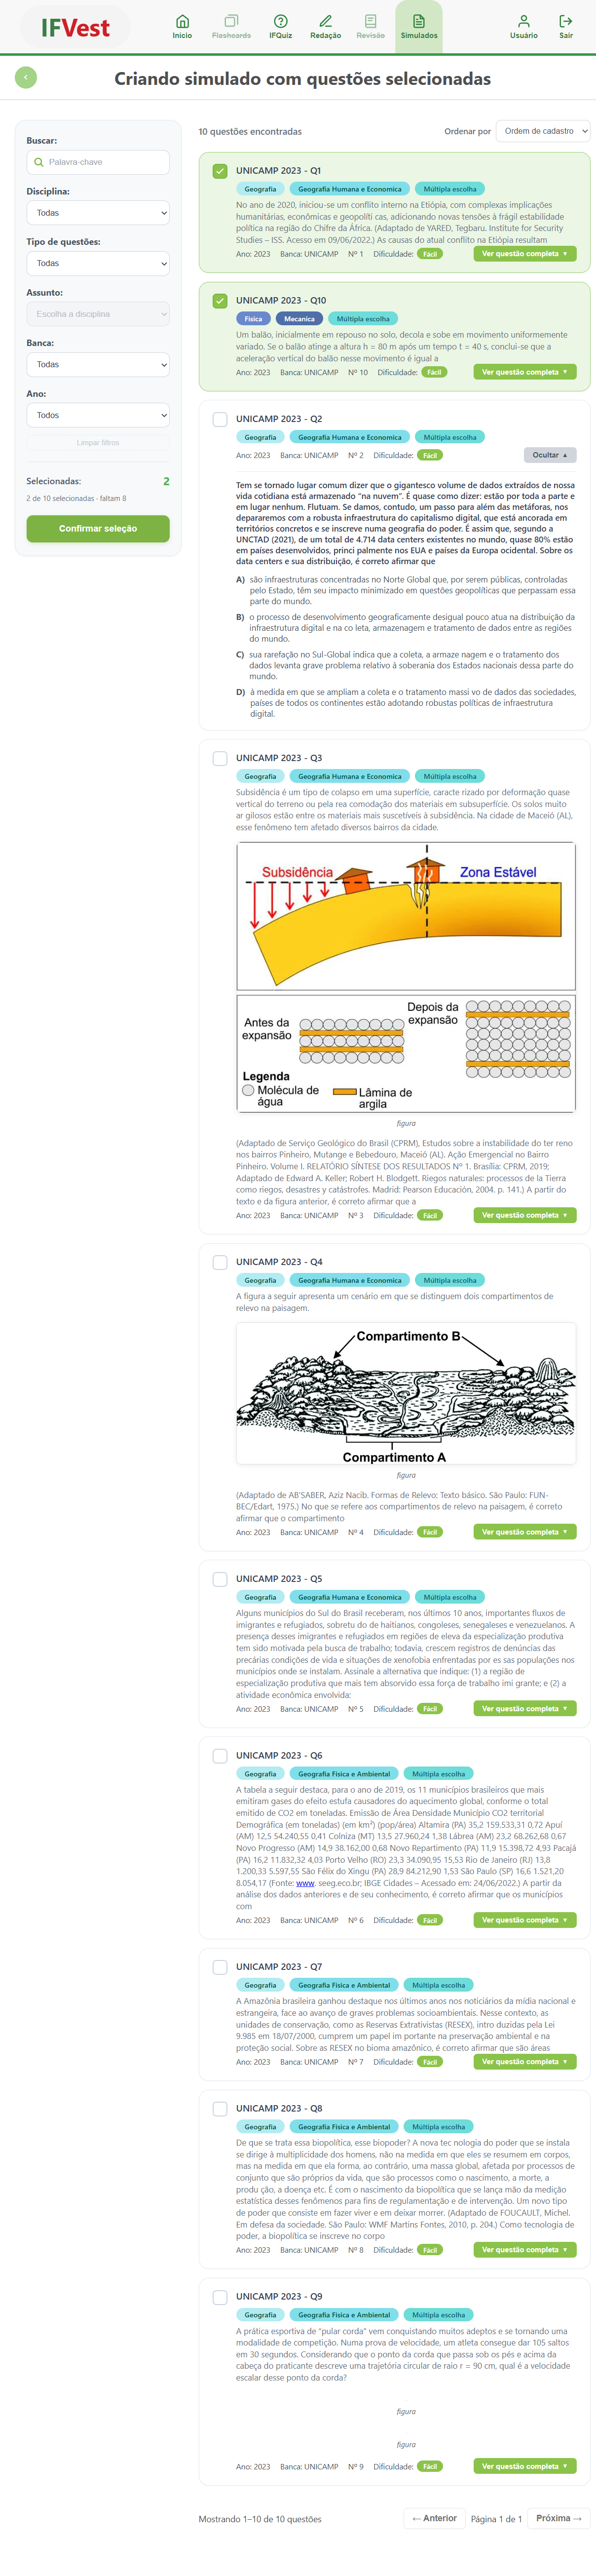 IFVest
Início
Flashcards
IFQuiz
Redação
Revisão
Simulados
Usuário
Sair
‹
Criando simulado com questões selecionadas
Buscar:
Palavra-chave
Disciplina:
Todas
Tipo de questões:
Todas
Assunto:
Escolha a disciplina
Banca:
Todas
Ano:
Todos
Limpar filtros
Selecionadas: 2
2 de 10 selecionadas · faltam 8
Confirmar seleção
10 questões encontradas
Ordenar por Ordem de cadastro
UNICAMP 2023 - Q1
Geografia Geografia Humana e Economica Múltipla escolha
No ano de 2020, iniciou-se um conflito interno na Etiópia, com complexas implicações
humanitárias, econômicas e geopolíti cas, adicionando novas tensões à frágil estabilidade
política na região do Chifre da África. (Adaptado de YARED, Tegbaru. Institute for Security
Studies – ISS. Acesso em 09/06/2022.) As causas do atual conflito na Etiópia resultam
Ano: 2023 Banca: UNICAMP Nº 1 Dificuldade: Fácil Ver questão completa ▼
UNICAMP 2023 - Q10
Física Mecanica Múltipla escolha
Um balão, inicialmente em repouso no solo, decola e sobe em movimento uniformemente
variado. Se o balão atinge a altura h = 80 m após um tempo t = 40 s, conclui-se que a
aceleração vertical do balão nesse movimento é igual a
Ano: 2023 Banca: UNICAMP Nº 10 Dificuldade: Fácil Ver questão completa ▼
UNICAMP 2023 - Q2
Geografia Geografia Humana e Economica Múltipla escolha
Ano: 2023 Banca: UNICAMP Nº 2 Dificuldade: Fácil Ocultar ▲
Tem se tornado lugar comum dizer que o gigantesco volume de dados extraídos de nossa
vida cotidiana está armazenado “na nuvem”. É quase como dizer: estão por toda a parte e
em lugar nenhum. Flutuam. Se damos, contudo, um passo para além das metáforas, nos
depararemos com a robusta infraestrutura do capitalismo digital, que está ancorada em
territórios concretos e se inscreve numa geografia do poder. É assim que, segundo a
UNCTAD (2021), de um total de 4.714 data centers existentes no mundo, quase 80% estão
em países desenvolvidos, princi palmente nos EUA e países da Europa ocidental. Sobre os
data centers e sua distribuição, é correto afirmar que
A) são infraestruturas concentradas no Norte Global que, por serem públicas, controladas
pelo Estado, têm seu impacto minimizado em questões geopolíticas que perpassam essa
parte do mundo.
B) o processo de desenvolvimento geograficamente desigual pouco atua na distribuição da
infraestrutura digital e na co leta, armazenagem e tratamento de dados entre as regiões
do mundo.
C) sua rarefação no Sul-Global indica que a coleta, a armaze nagem e o tratamento dos
dados levanta grave problema relativo à soberania dos Estados nacionais dessa parte do
mundo.
D) à medida em que se ampliam a coleta e o tratamento massi vo de dados das sociedades,
países de todos os continentes estão adotando robustas políticas de infraestrutura
digital.
UNICAMP 2023 - Q3
Geografia Geografia Humana e Economica Múltipla escolha
Subsidência é um tipo de colapso em uma superfície, caracte rizado por deformação quase
vertical do terreno ou pela rea comodação dos materiais em subsuperfície. Os solos muito
ar gilosos estão entre os materiais mais suscetíveis à subsidência. Na cidade de Maceió (AL),
esse fenômeno tem afetado diversos bairros da cidade.
Subsidência Zona Estável
Antes da
expansão
Depois da
expansão
Legenda
Molécula de
água
Lâmina de
argila
figura
(Adaptado de Serviço Geológico do Brasil (CPRM), Estudos sobre a instabilidade do ter reno
nos bairros Pinheiro, Mutange e Bebedouro, Maceió (AL). Ação Emergencial no Bairro
Pinheiro. Volume I. RELATÓRIO SÍNTESE DOS RESULTADOS Nº 1. Brasília: CPRM, 2019;
Adaptado de Edward A. Keller; Robert H. Blodgett. Riegos naturales: procesos de la Tierra
como riegos, desastres y catástrofes. Madrid: Pearson Educación, 2004. p. 141.) A partir do
texto e da figura anterior, é correto afirmar que a
Ano: 2023 Banca: UNICAMP Nº 3 Dificuldade: Fácil Ver questão completa ▼
UNICAMP 2023 - Q4
Geografia Geografia Humana e Economica Múltipla escolha
A figura a seguir apresenta um cenário em que se distinguem dois compartimentos de
relevo na paisagem.
Compartimento B
Compartimento A
figura
(Adaptado de AB'SABER, Aziz Nacib. Formas de Relevo: Texto básico. São Paulo: FUN-
BEC/Edart, 1975.) No que se refere aos compartimentos de relevo na paisagem, é correto
afirmar que o compartimento
Ano: 2023 Banca: UNICAMP Nº 4 Dificuldade: Fácil Ver questão completa ▼
UNICAMP 2023 - Q5
Geografia Geografia Humana e Economica Múltipla escolha
Alguns municípios do Sul do Brasil receberam, nos últimos 10 anos, importantes fluxos de
imigrantes e refugiados, sobretu do de haitianos, congoleses, senegaleses e venezuelanos. A
presença desses imigrantes e refugiados em regiões de eleva da especialização produtiva
tem sido motivada pela busca de trabalho; todavia, crescem registros de denúncias das
precárias condições de vida e situações de xenofobia enfrentadas por es sas populações nos
municípios onde se instalam. Assinale a alternativa que indique: (1) a região de
especialização produtiva que mais tem absorvido essa força de trabalho imi grante; e (2) a
atividade econômica envolvida:
Ano: 2023 Banca: UNICAMP Nº 5 Dificuldade: Fácil Ver questão completa ▼
UNICAMP 2023 - Q6
Geografia Geografia Fisica e Ambiental Múltipla escolha
A tabela a seguir destaca, para o ano de 2019, os 11 municípios brasileiros que mais
emitiram gases do efeito estufa causadores do aquecimento global, conforme o total
emitido de CO2 em toneladas. Emissão de Área Densidade Município CO2 territorial
Demográfica (em toneladas) (em km²) (pop/área) Altamira (PA) 35,2 159.533,31 0,72 Apuí
(AM) 12,5 54.240,55 0,41 Colniza (MT) 13,5 27.960,24 1,38 Lábrea (AM) 23,2 68.262,68 0,67
Novo Progresso (AM) 14,9 38.162,00 0,68 Novo Repartimento (PA) 11,9 15.398,72 4,93 Pacajá
(PA) 16,2 11.832,32 4,03 Porto Velho (RO) 23,3 34.090,95 15,53 Rio de Janeiro (RJ) 13,8
1.200,33 5.597,55 São Félix do Xingu (PA) 28,9 84.212,90 1,53 São Paulo (SP) 16,6 1.521,20
8.054,17 (Fonte: www. seeg.eco.br; IBGE Cidades – Acessado em: 24/06/2022.) A partir da
análise dos dados anteriores e de seu conhecimento, é correto afirmar que os municípios
com
Ano: 2023 Banca: UNICAMP Nº 6 Dificuldade: Fácil Ver questão completa ▼
UNICAMP 2023 - Q7
Geografia Geografia Fisica e Ambiental Múltipla escolha
A Amazônia brasileira ganhou destaque nos últimos anos nos noticiários da mídia nacional e
estrangeira, face ao avanço de graves problemas socioambientais. Nesse contexto, as
unidades de conservação, como as Reservas Extrativistas (RESEX), intro duzidas pela Lei
9.985 em 18/07/2000, cumprem um papel im portante na preservação ambiental e na
proteção social. Sobre as RESEX no bioma amazônico, é correto afirmar que são áreas
Ano: 2023 Banca: UNICAMP Nº 7 Dificuldade: Fácil Ver questão completa ▼
UNICAMP 2023 - Q8
Geografia Geografia Fisica e Ambiental Múltipla escolha
De que se trata essa biopolítica, esse biopoder? A nova tec nologia do poder que se instala
se dirige à multiplicidade dos homens, não na medida em que eles se resumem em corpos,
mas na medida em que ela forma, ao contrário, uma massa global, afetada por processos de
conjunto que são próprios da vida, que são processos como o nascimento, a morte, a
produ ção, a doença etc. É com o nascimento da biopolítica que se lança mão da medição
estatística desses fenômenos para fins de regulamentação e de intervenção. Um novo tipo
de poder que consiste em fazer viver e em deixar morrer. (Adaptado de FOUCAULT, Michel.
Em defesa da sociedade. São Paulo: WMF Martins Fontes, 2010, p. 204.) Como tecnologia de
poder, a biopolítica se inscreve no corpo
Ano: 2023 Banca: UNICAMP Nº 8 Dificuldade: Fácil Ver questão completa ▼
UNICAMP 2023 - Q9
Geografia Geografia Fisica e Ambiental Múltipla escolha
A prática esportiva de “pular corda” vem conquistando muitos adeptos e se tornando uma
modalidade de competição. Numa prova de velocidade, um atleta consegue dar 105 saltos
em 30 segundos. Considerando que o ponto da corda que passa sob os pés e acima da
cabeça do praticante descreve uma trajetória circular de raio r = 90 cm, qual é a velocidade
escalar desse ponto da corda?
figura
figura
Ano: 2023 Banca: UNICAMP Nº 9 Dificuldade: Fácil Ver questão completa ▼
Mostrando 1–10 de 10 questões
← Anterior Página 1 de 1 Próxima →